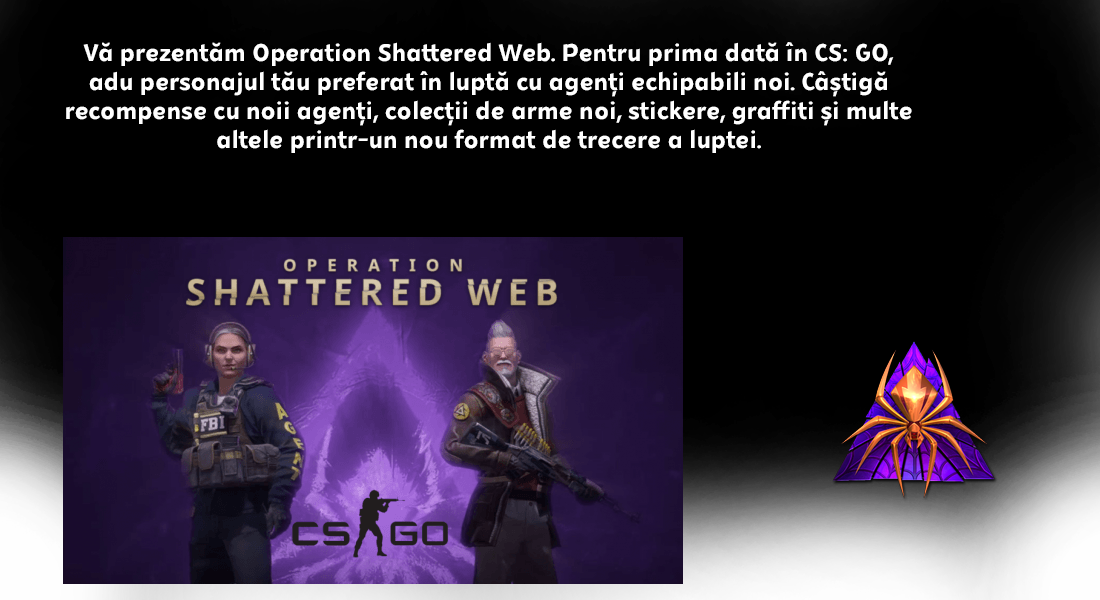 Vă prezentăm Operation Shattered Web. Pentru prima dată în CS: GO,
adu personajul tău preferat în luptă cu agenți echipabili noi. Câștigă
recompense cu noii agenți, colecții de arme noi, stickere, graffiti și multe
altele printr-un nou format de trecere a luptei.
OPERATION
SHATTERED WEB
FBI
AGENT
CS GO